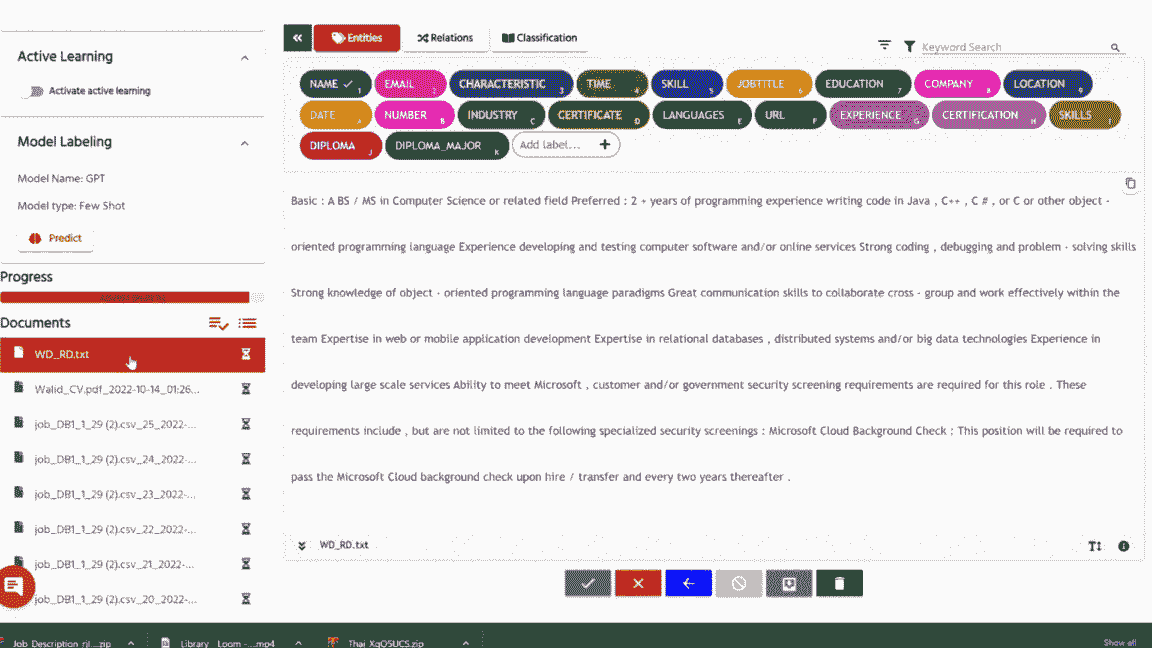 Active Learning
Activate active learning
Model Labeling
Model Name: GPT
Model type: Few Shot
Predict
Progress
Documents
WD_RD.txt
Walid_CV.pdf_2022-10-14_01:26...
job_DB1_1_29 (2).csv_25_2022-...
job_DB1_1_29 (2).csv_24_2022-...
job_DB1_1_29 (2).csv_23_2022-...
job_DB1_1_29 (2).csv_22_2022-...
job_DB1_1_29 (2).csv_21_2022-...
job_DB1_1_29 (2).csv_20_2022-...
« Entities Relations Classification
Keyword Search
NAME 1 EMAIL 2 CHARACTERISTIC 3 TIME 4 SKILL 5 JOBTITLE 6 EDUCATION 7 COMPANY 8 LOCATION 9
DATE A NUMBER B INDUSTRY C CERTIFICATE D LANGUAGES E URL F EXPERIENCE G CERTIFICATION H SKILLS I
DIPLOMA J DIPLOMA_MAJOR K Add label...
Basic : A BS / MS in Computer Science or related field Preferred : 2 + years of programming experience writing code in Java , C++ , C # , or C or other object -
oriented programming language Experience developing and testing computer software and/or online services Strong coding , debugging and problem - solving skills
Strong knowledge of object - oriented programming language paradigms Great communication skills to collaborate cross - group and work effectively within the
team Expertise in web or mobile application development Expertise in relational databases , distributed systems and/or big data technologies Experience in
developing large scale services Ability to meet Microsoft , customer and/or government security screening requirements are required for this role . These
requirements include , but are not limited to the following specialized security screenings : Microsoft Cloud Background Check : This position will be required to
pass the Microsoft Cloud background check upon hire / transfer and every two years thereafter .
WD_RD.txt
Job Description rjl....zip Library Loom -....mp4 Thai_XgO5UCS.zip Show all